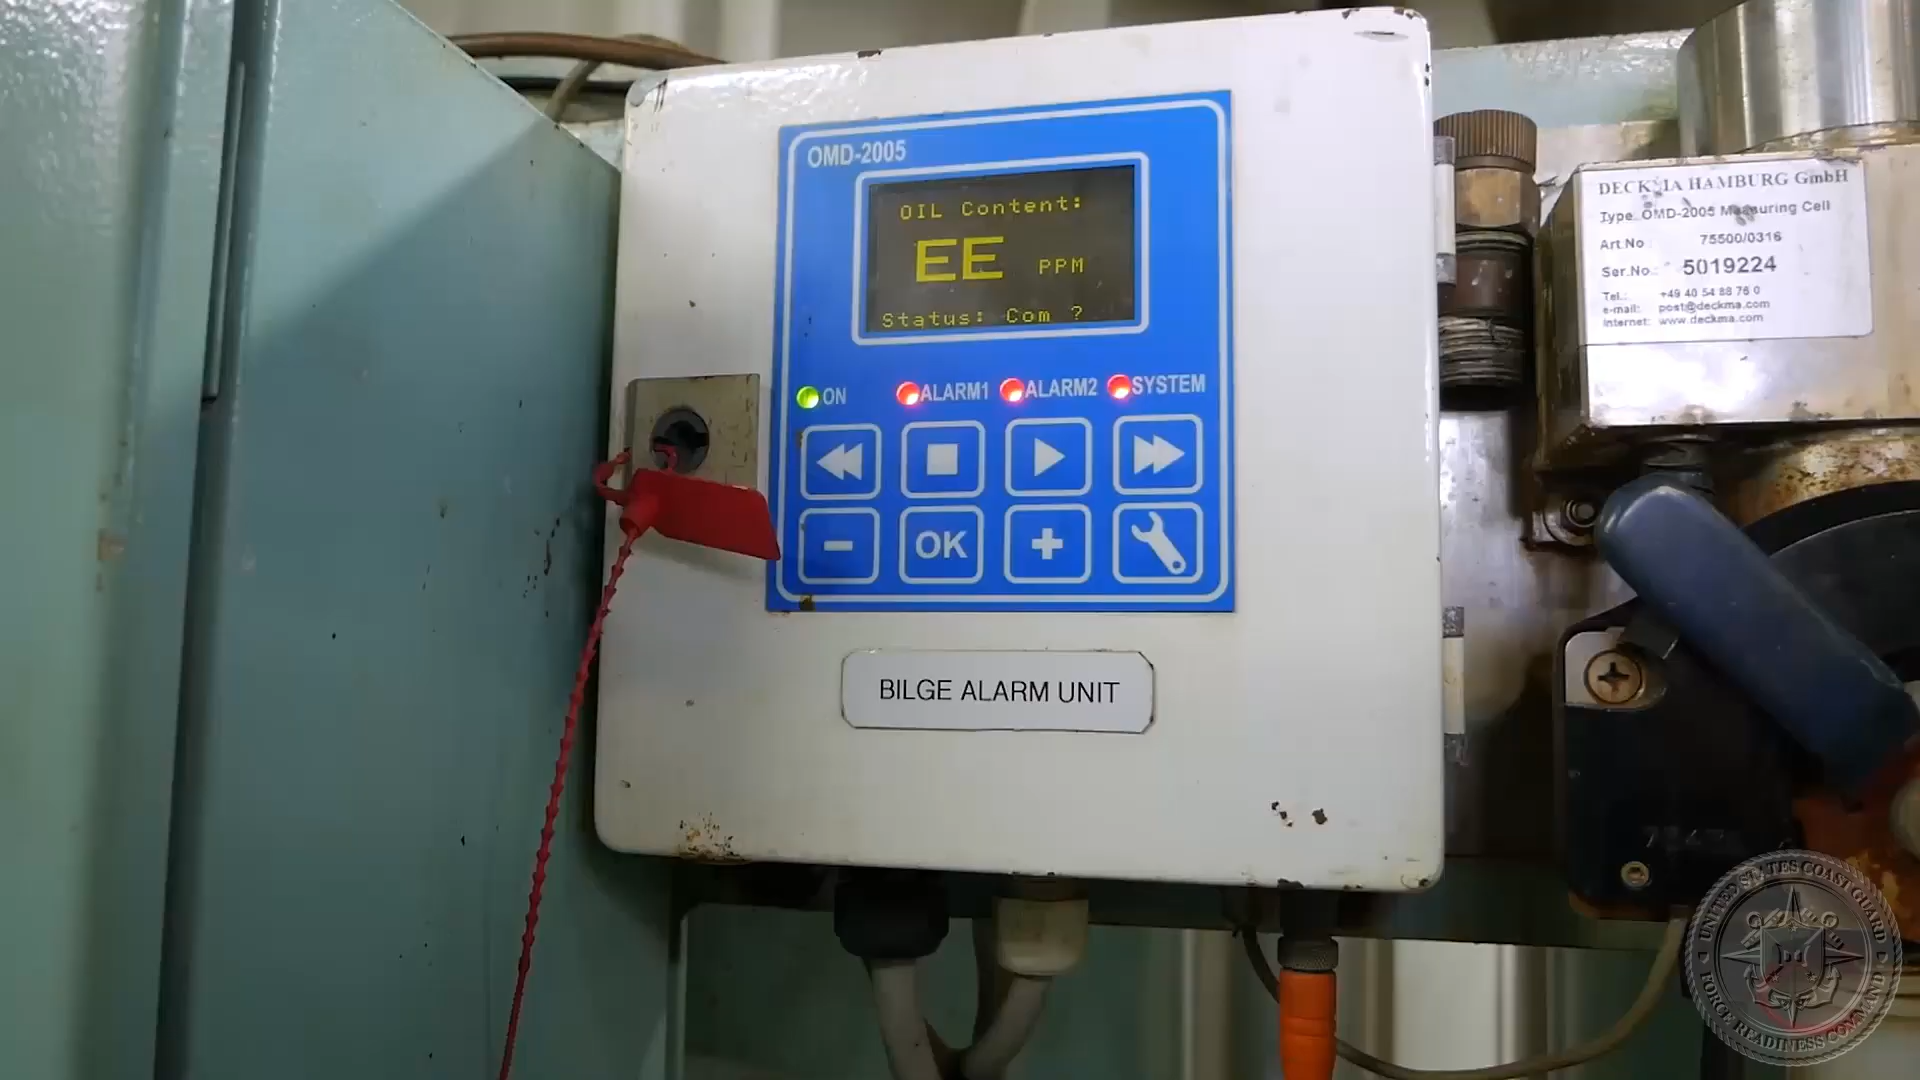 OMD-2005
OIL Content:
EE PPM
Status: Com ?
ON ALARM1 ALARM2 SYSTEM
OK
BILGE ALARM UNIT
DECKMA HAMBURG GmbH
Type. OMD-2005 Measuring Cell
Art.No : 75500/0316
Ser.No.: 5019224
Tel.: +49 40 54 88 76 0
e-mail: post@deckma.com
Internet: www.deckma.com
UNITED STATES COAST GUARD
FORCE READINESS COMMAND